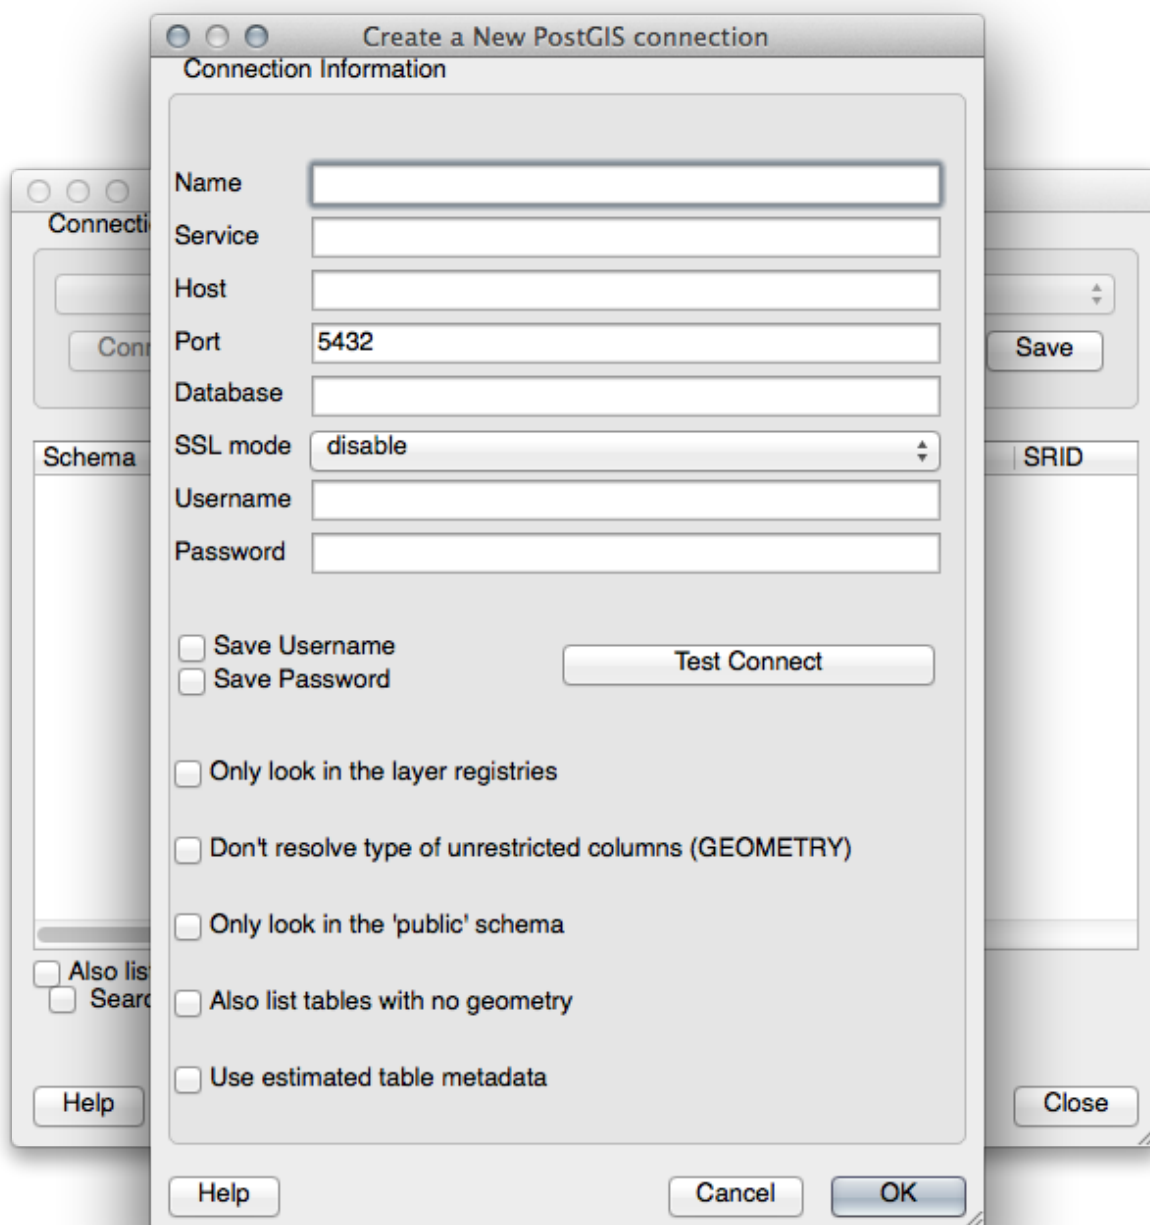 Create a New PostGIS connection
Connection Information
Name
Service
Host
Port 5432
Database
SSL mode disable
Username
Password
Save Username
Save Password
Test Connect
Only look in the layer registries
Don't resolve type of unrestricted columns (GEOMETRY)
Only look in the 'public' schema
Also list tables with no geometry
Use estimated table metadata
Help
Cancel
OK
Connecti
Conn
Save
Schema
SRID
Also lis
Searc
Help
Close